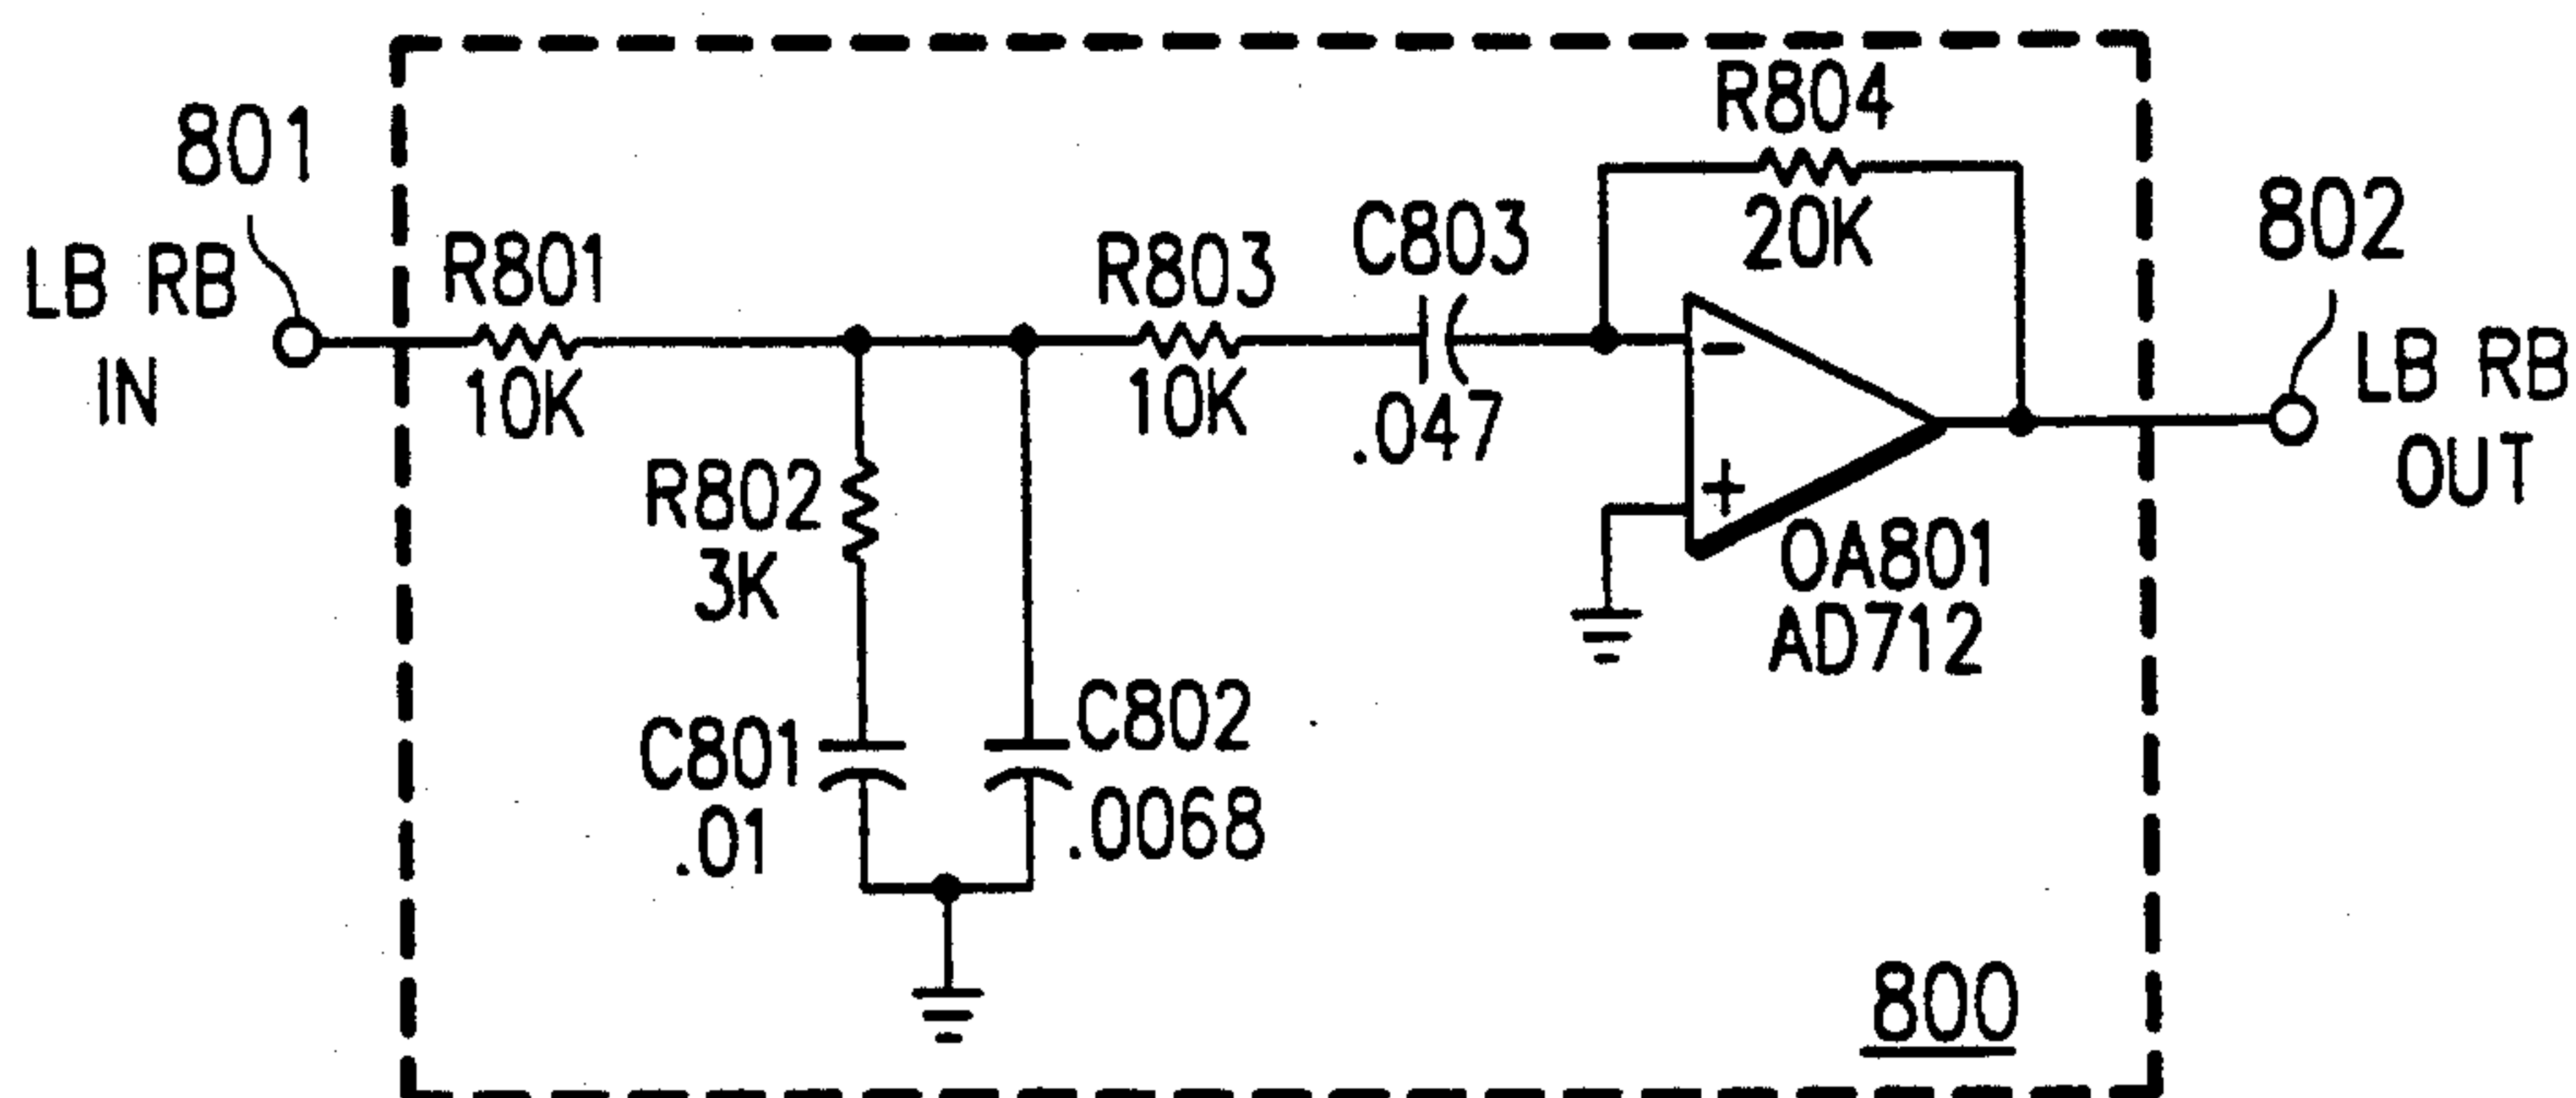 801
LB RB
IN
R801
10K
R802
3K
C801
.01
C802
.0068
R803
10K
C803
.047
R804
20K
-
+
OA801
AD712
802
LB RB
OUT
800